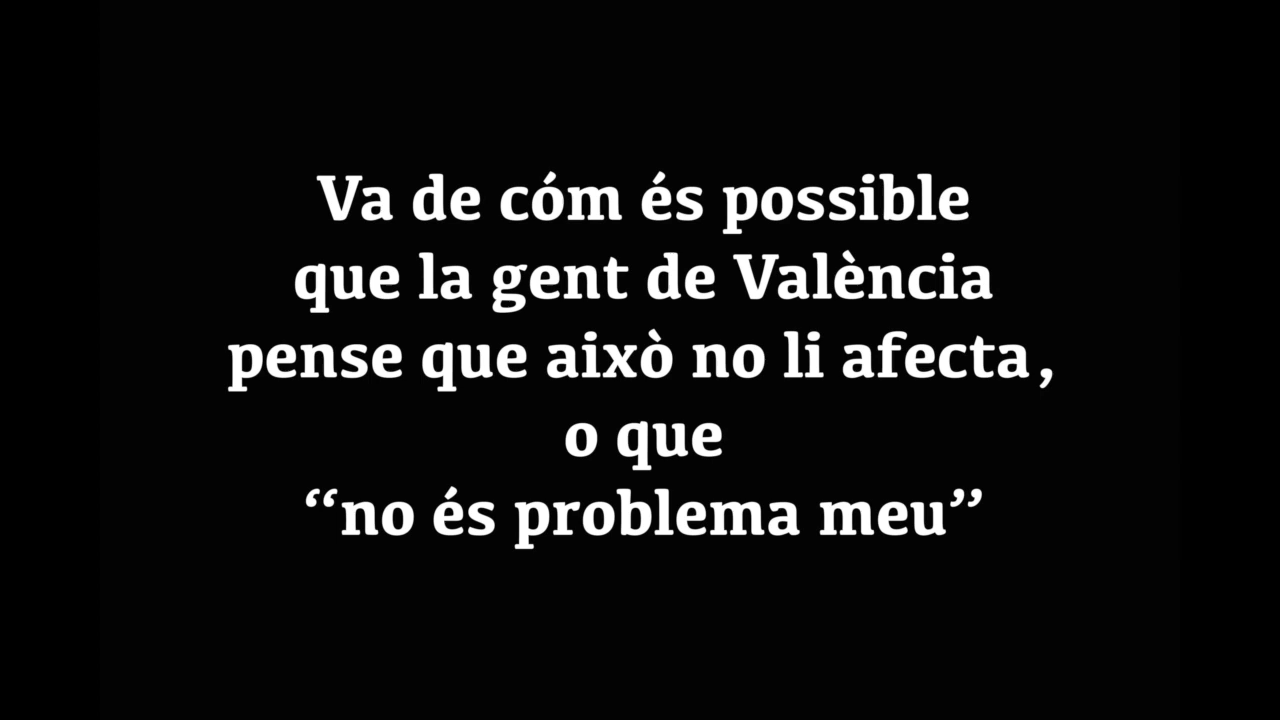 Va de cóm és possible
que la gent de València
pense que això no li afecta,
o que
“no és problema meu”